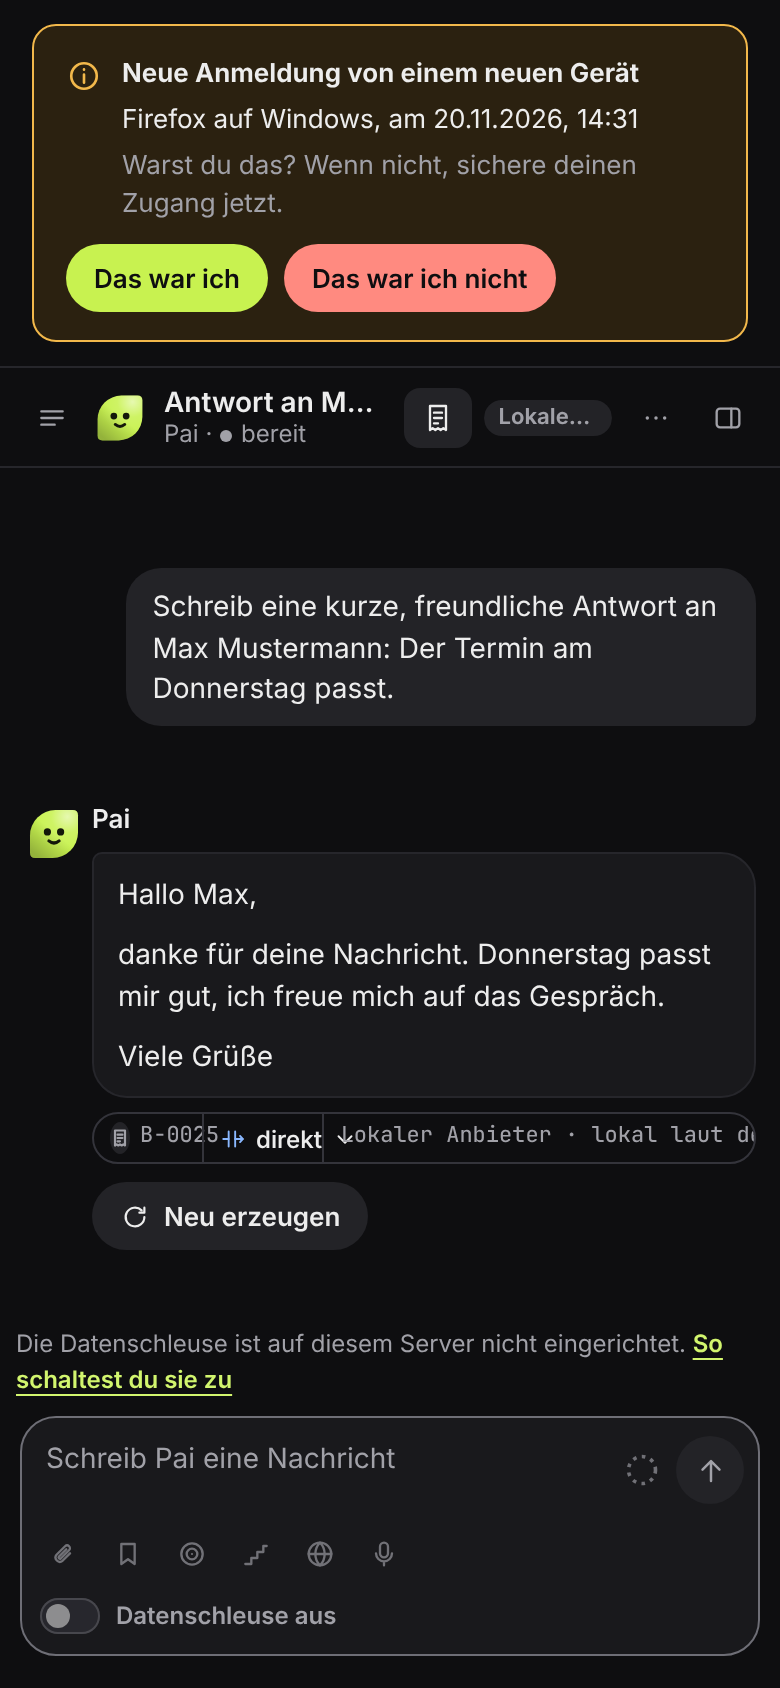 Neue Anmeldung von einem neuen Gerät
Firefox auf Windows, am 20.11.2026, 14:31
Warst du das? Wenn nicht, sichere deinen
Zugang jetzt.
Das war ich
Das war ich nicht
Antwort an M…
Pai · bereit
Lokale…
Schreib eine kurze, freundliche Antwort an
Max Mustermann: Der Termin am
Donnerstag passt.
Pai
Hallo Max,
danke für deine Nachricht. Donnerstag passt
mir gut, ich freue mich auf das Gespräch.
Viele Grüße
B-0025 direkt Lokaler Anbieter · lokal laut
Neu erzeugen
Die Datenschleuse ist auf diesem Server nicht eingerichtet. So
schaltest du sie zu
Schreib Pai eine Nachricht
Datenschleuse aus